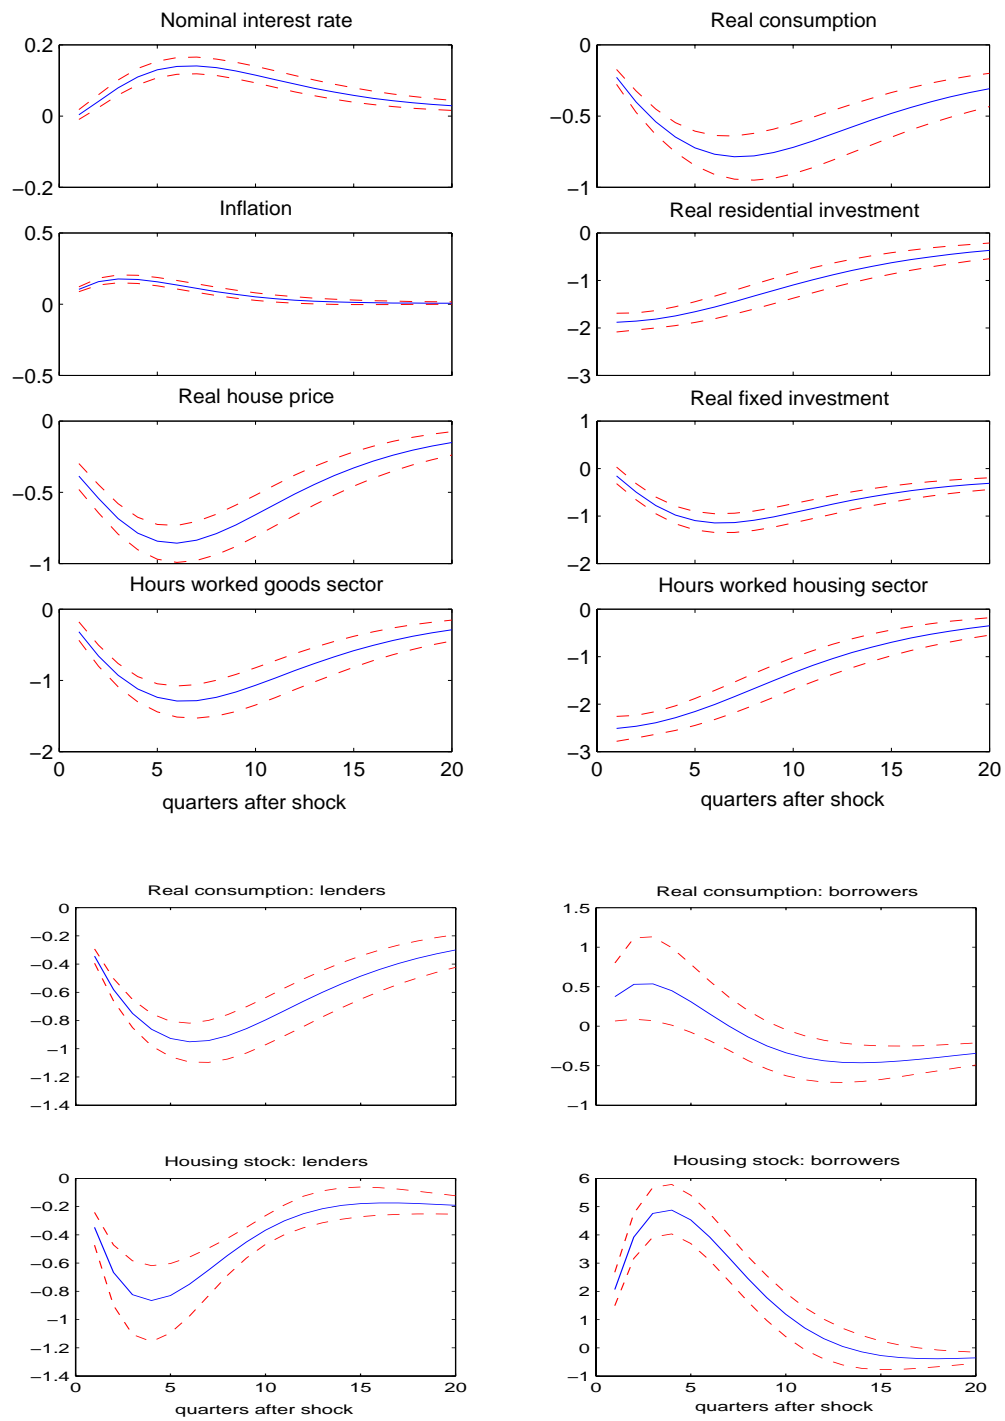 Nominal interest rate
0.2
0
−0.2
Real consumption
0
−0.5
−1
Inflation
0.5
0
−0.5
Real residential investment
0
−1
−2
−3
Real house price
0
−0.5
−1
Real fixed investment
1
0
−1
−2
Hours worked goods sector
0
−1
−2
0 5 10 15 20
quarters after shock
Hours worked housing sector
0
−1
−2
−3
0 5 10 15 20
quarters after shock
Real consumption: lenders
0
−0.2
−0.4
−0.6
−0.8
−1
−1.2
−1.4
Real consumption: borrowers
1.5
1
0.5
0
−0.5
−1
Housing stock: lenders
0
−0.2
−0.4
−0.6
−0.8
−1
−1.2
−1.4
0 5 10 15 20
quarters after shock
Housing stock: borrowers
6
5
4
3
2
1
0
−1
0 5 10 15 20
quarters after shock